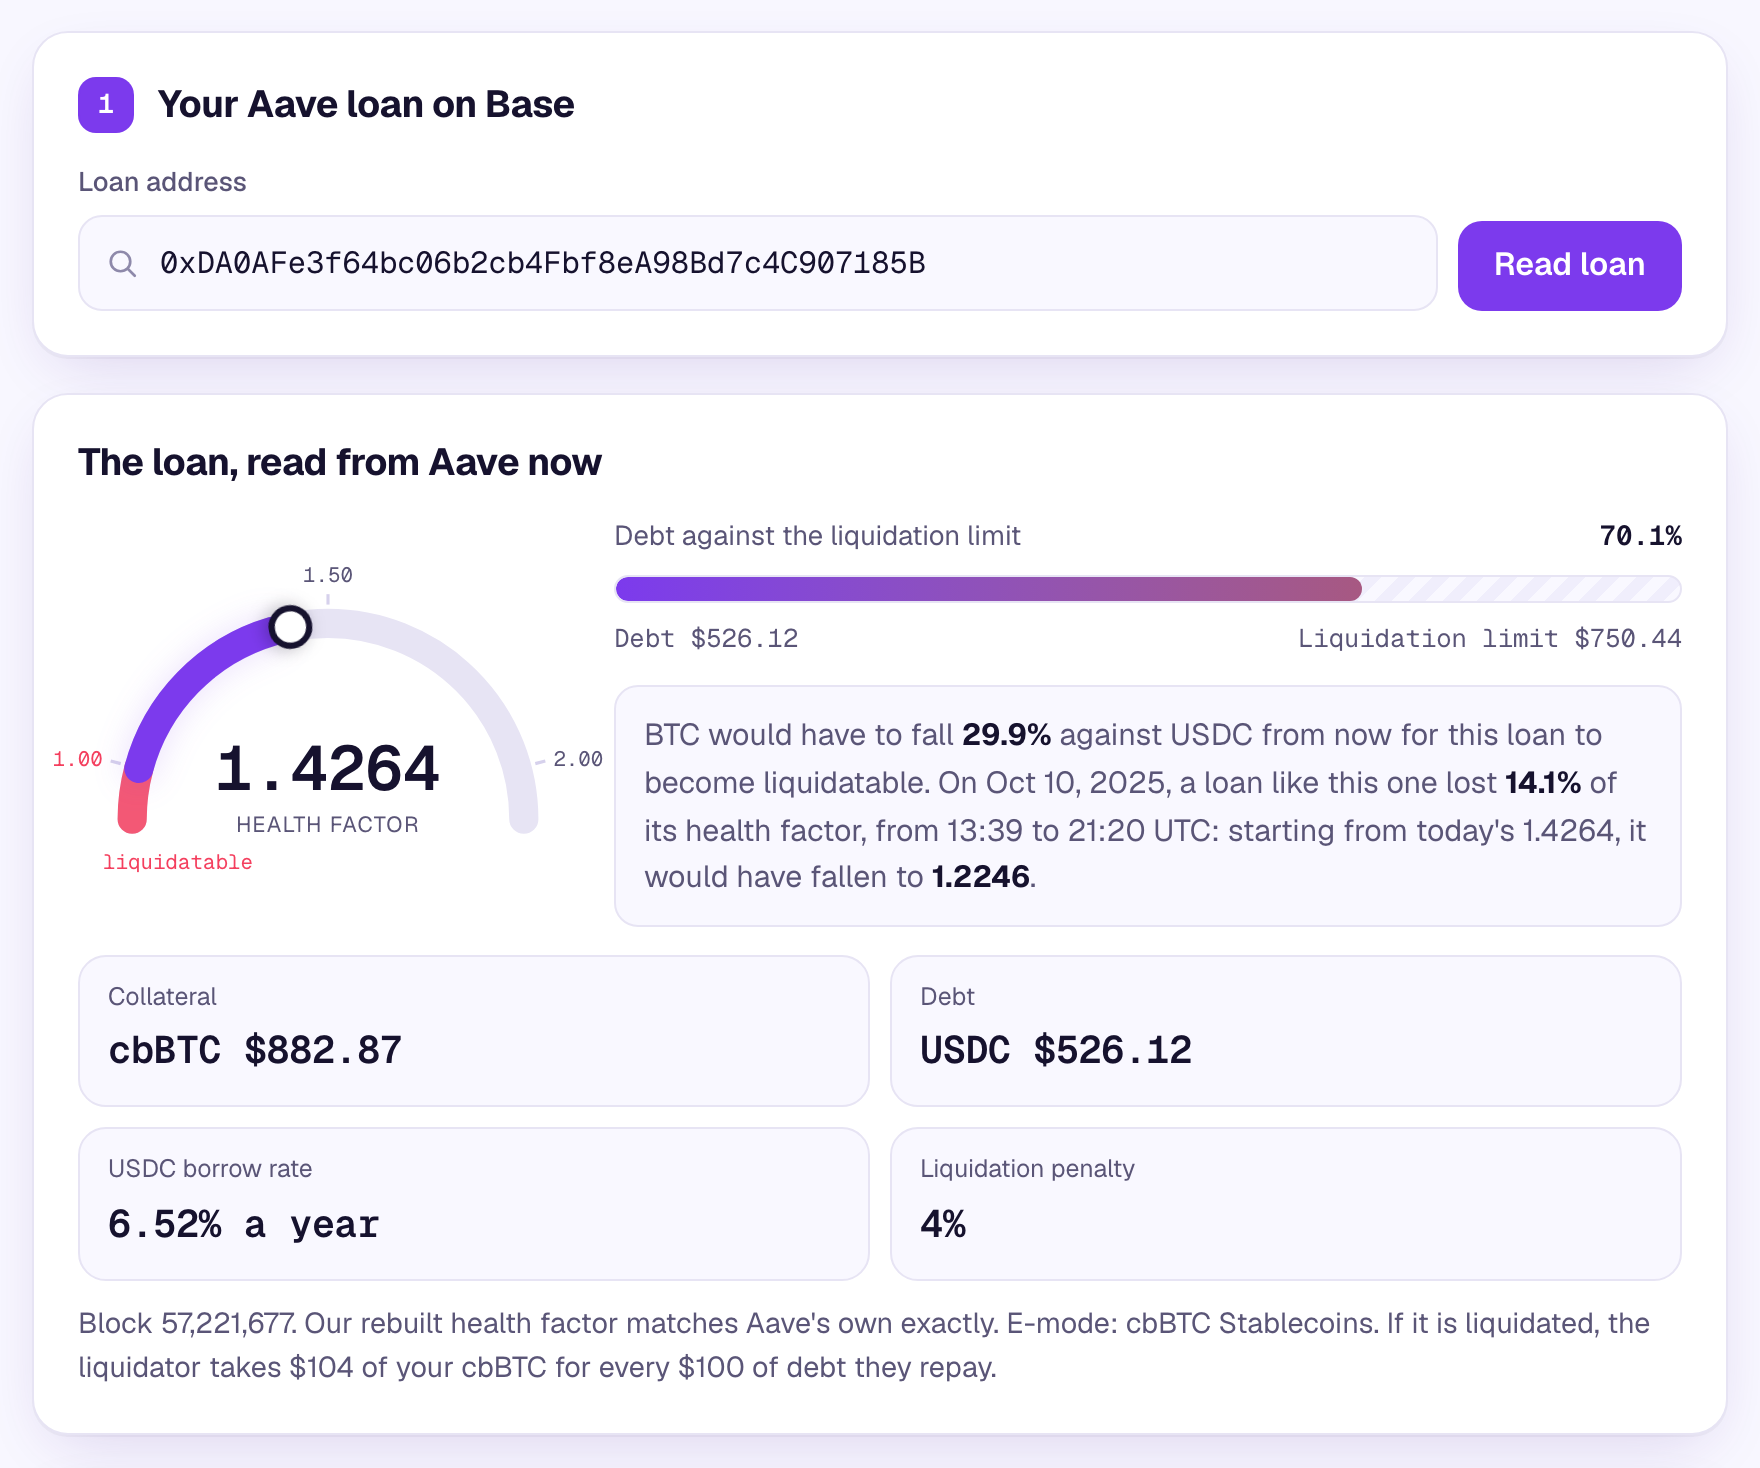 1 Your Aave loan on Base
Loan address
0xDA0AFe3f64bc06b2cb4Fbf8eA98Bd7c4C907185B
Read loan
The loan, read from Aave now
Debt against the liquidation limit 70.1%
Debt $526.12 Liquidation limit $750.44
1.50
1.00
2.00
1.4264
HEALTH FACTOR
liquidatable
BTC would have to fall 29.9% against USDC from now for this loan to
become liquidatable. On Oct 10, 2025, a loan like this one lost 14.1% of
its health factor, from 13:39 to 21:20 UTC: starting from today's 1.4264, it
would have fallen to 1.2246.
Collateral
cbBTC $882.87
Debt
USDC $526.12
USDC borrow rate
6.52% a year
Liquidation penalty
4%
Block 57,221,677. Our rebuilt health factor matches Aave's own exactly. E-mode: cbBTC Stablecoins. If it is liquidated, the
liquidator takes $104 of your cbBTC for every $100 of debt they repay.